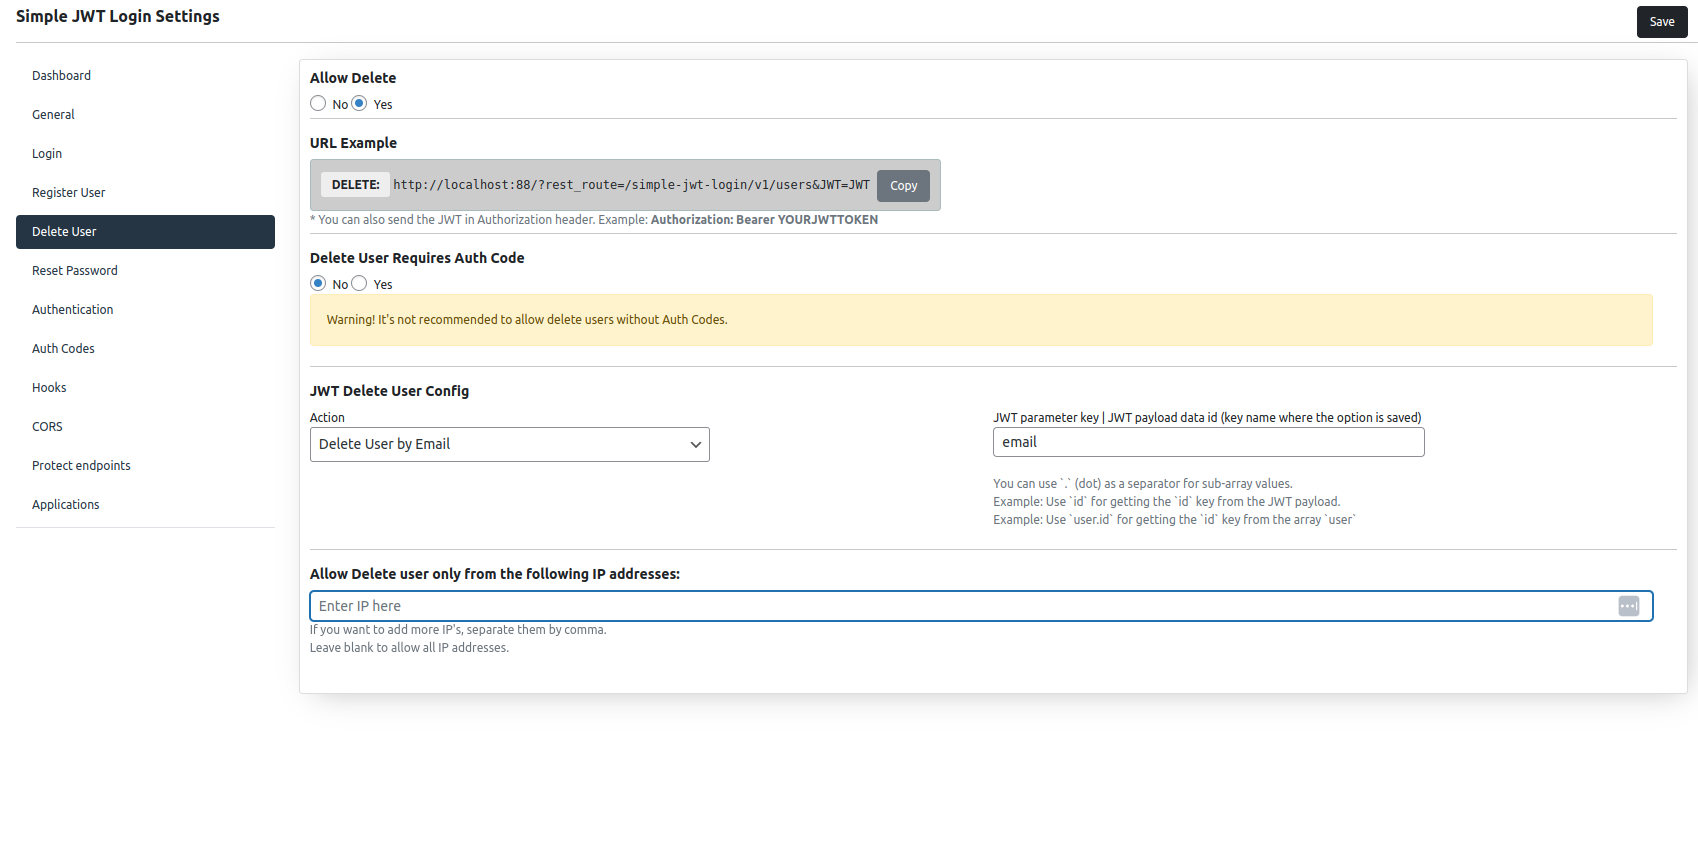 Simple JWT Login Settings
Save
Dashboard
General
Login
Register User
Delete User
Reset Password
Authentication
Auth Codes
Hooks
CORS
Protect endpoints
Applications
Allow Delete
No Yes
URL Example
DELETE: http://localhost:88/?rest_route=/simple-jwt-login/v1/users&JWT=JWT Copy
* You can also send the JWT in Authorization header. Example: Authorization: Bearer YOURJWTTOKEN
Delete User Requires Auth Code
No Yes
Warning! It's not recommended to allow delete users without Auth Codes.
JWT Delete User Config
Action
Delete User by Email
JWT parameter key | JWT payload data id (key name where the option is saved)
email
You can use `.` (dot) as a separator for sub-array values.
Example: Use `id` for getting the `id` key from the JWT payload.
Example: Use `user.id` for getting the `id` key from the array `user`
Allow Delete user only from the following IP addresses:
Enter IP here
If you want to add more IP's, separate them by comma.
Leave blank to allow all IP addresses.